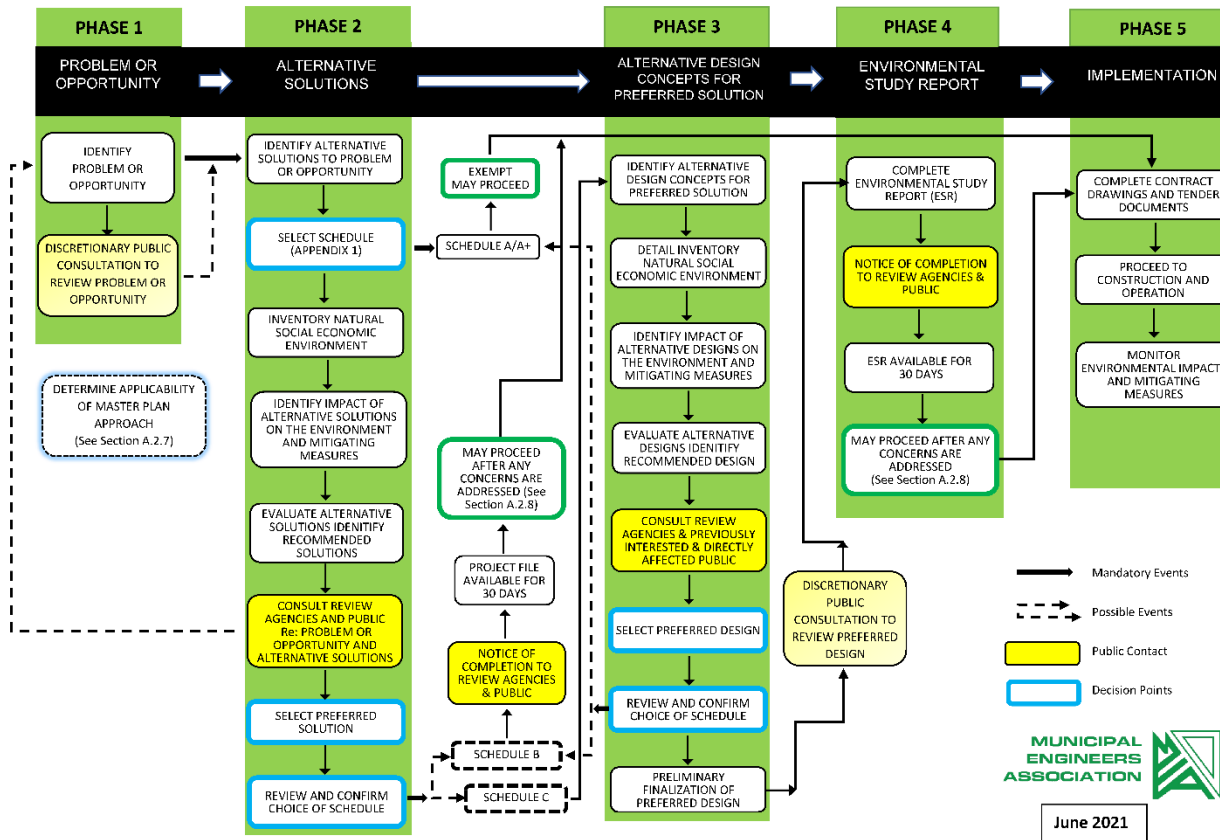 PHASE 1
PROBLEM OR
OPPORTUNITY
IDENTIFY
PROBLEM OR
OPPORTUNITY
DISCRETIONARY PUBLIC
CONSULTATION TO
REVIEW PROBLEM OR
OPPORTUNITY
DETERMINE APPLICABILITY
OF MASTER PLAN
APPROACH
(See Section A.2.7)
PHASE 2
ALTERNATIVE
SOLUTIONS
IDENTIFY ALTERNATIVE
SOLUTIONS TO PROBLEM
OR OPPORTUNITY
SELECT SCHEDULE
(APPENDIX 1)
INVENTORY NATURAL
SOCIAL ECONOMIC
ENVIRONMENT
IDENTIFY IMPACT OF
ALTERNATIVE SOLUTIONS
ON THE ENVIRONMENT
AND MITIGATING
MEASURES
EVALUATE ALTERNATIVE
SOLUTIONS IDENTIFY
RECOMMENDED
SOLUTIONS
CONSULT REVIEW
AGENCIES AND PUBLIC
Re: PROBLEM OR
OPPORTUNITY AND
ALTERNATIVE SOLUTIONS
SELECT PREFERRED
SOLUTION
REVIEW AND CONFIRM
CHOICE OF SCHEDULE
EXEMPT
MAY PROCEED
SCHEDULE A/A+
MAY PROCEED
AFTER ANY
CONCERNS ARE
ADDRESSED (See
Section A.2.8)
PROJECT FILE
AVAILABLE FOR
30 DAYS
NOTICE OF
COMPLETION TO
REVIEW AGENCIES
& PUBLIC
SCHEDULE B
SCHEDULE C
PHASE 3
ALTERNATIVE DESIGN
CONCEPTS FOR
PREFERRED SOLUTION
IDENTIFY ALTERNATIVE
DESIGN CONCEPTS FOR
PREFERRED SOLUTION
DETAIL INVENTORY
NATURAL SOCIAL
ECONOMIC ENVIRONMENT
IDENTIFY IMPACT OF
ALTERNATIVE DESIGNS ON
THE ENVIRONMENT AND
MITIGATING MEASURES
EVALUATE ALTERNATIVE
DESIGNS IDENTIFY
RECOMMENDED DESIGN
CONSULT REVIEW
AGENCIES & PREVIOUSLY
INTERESTED & DIRECTLY
AFFECTED PUBLIC
SELECT PREFERRED DESIGN
REVIEW AND CONFIRM
CHOICE OF SCHEDULE
PRELIMINARY
FINALIZATION OF
PREFERRED DESIGN
DISCRETIONARY
PUBLIC
CONSULTATION TO
REVIEW PREFERRED
DESIGN
PHASE 4
ENVIRONMENTAL
STUDY REPORT
COMPLETE
ENVIRONMENTAL STUDY
REPORT (ESR)
NOTICE OF COMPLETION
TO REVIEW AGENCIES &
PUBLIC
ESR AVAILABLE FOR
30 DAYS
MAY PROCEED AFTER ANY
CONCERNS ARE
ADDRESSED
(See Section A.2.8)
PHASE 5
IMPLEMENTATION
COMPLETE CONTRACT
DRAWINGS AND TENDER
DOCUMENTS
PROCEED TO
CONSTRUCTION AND
OPERATION
MONITOR
ENVIRONMENTAL IMPACT
AND MITIGATING
MEASURES
Mandatory Events
Possible Events
Public Contact
Decision Points
MUNICIPAL
ENGINEERS
ASSOCIATION
June 2021